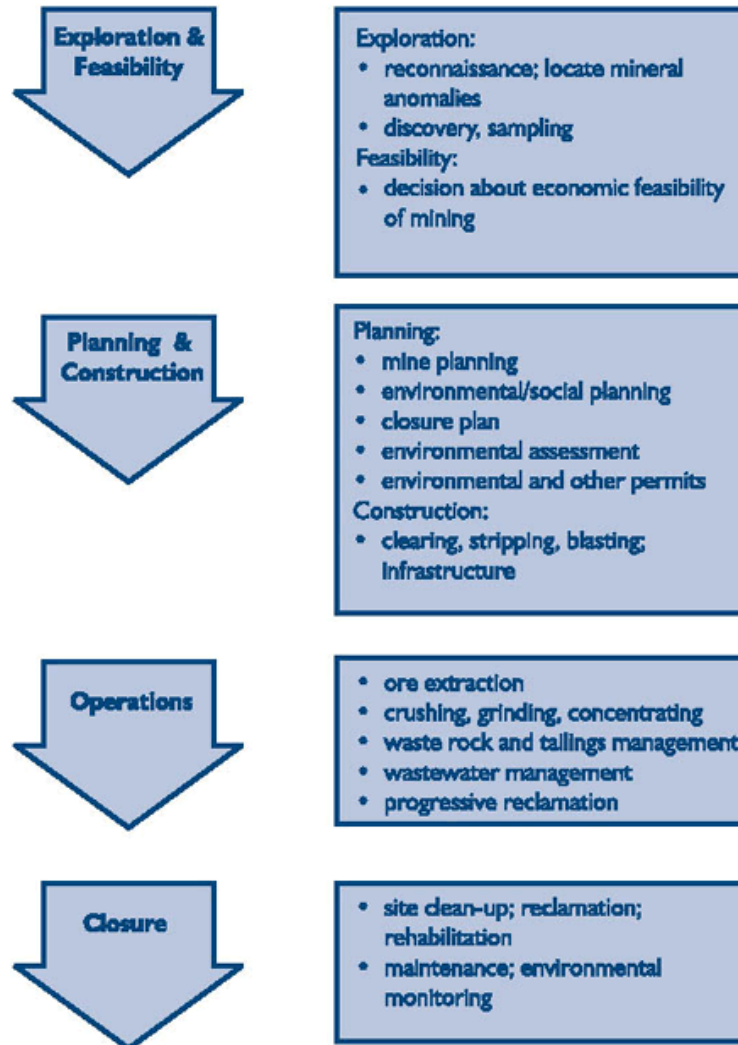 Exploration &
Feasibility
Exploration:
• reconnaissance; locate mineral
anomalies
• discovery, sampling
Feasibility:
• decision about economic feasibility
of mining
Planning &
Construction
Planning:
• mine planning
• environmental/social planning
• closure plan
• environmental assessment
• environmental and other permits
Construction:
• clearing, stripping, blasting;
infrastructure
Operations
• ore extraction
• crushing, grinding, concentrating
• waste rock and tailings management
• wastewater management
• progressive reclamation
Closure
• site clean-up; reclamation;
rehabilitation
• maintenance; environmental
monitoring